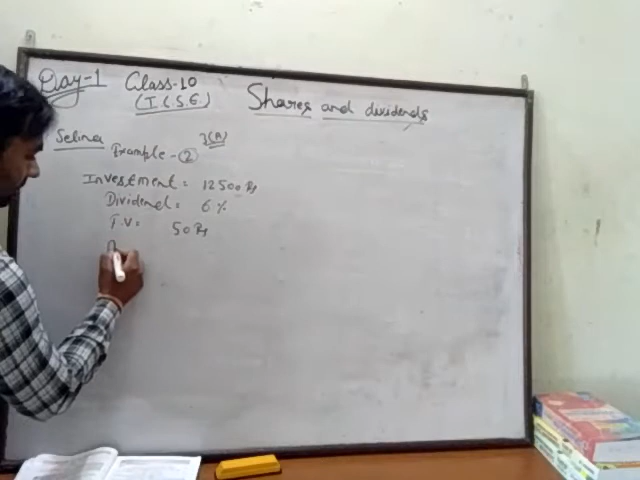 Day-1 Class-10
(I.C.S.E.)
Shares and dividends
Selina 3(A)
Example - 2
Investment = 12500 Rs
Dividend = 6 %
F.V = 50 Rs